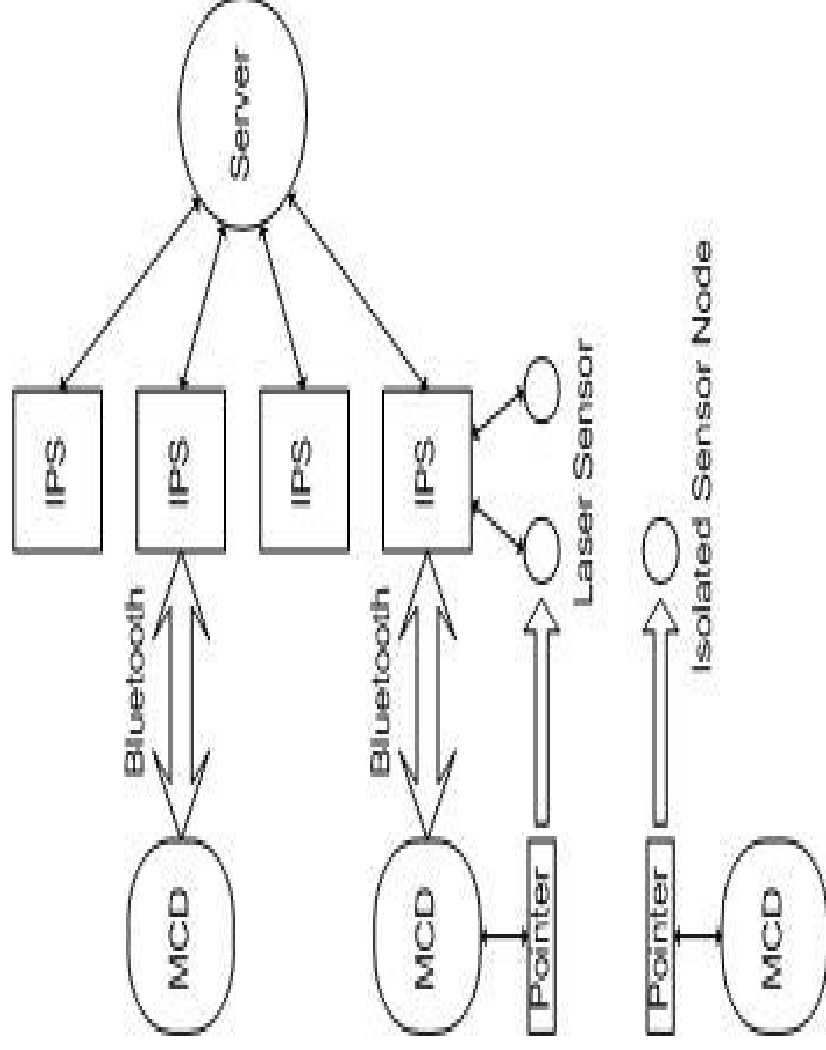 Server
IPS
IPS
IPS
IPS
Bluetooth
Bluetooth
Laser Sensor
Isolated Sensor Node
MCD
MCD
Pointer
Pointer
MCD